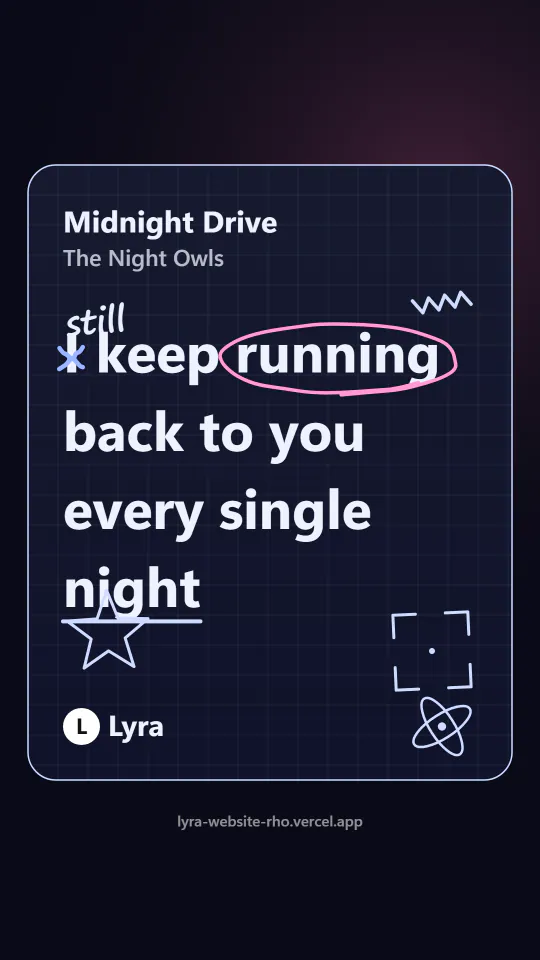 Midnight Drive
The Night Owls
still
I keep running
back to you
every single
night
L Lyra
lyra-website-rho.vercel.app